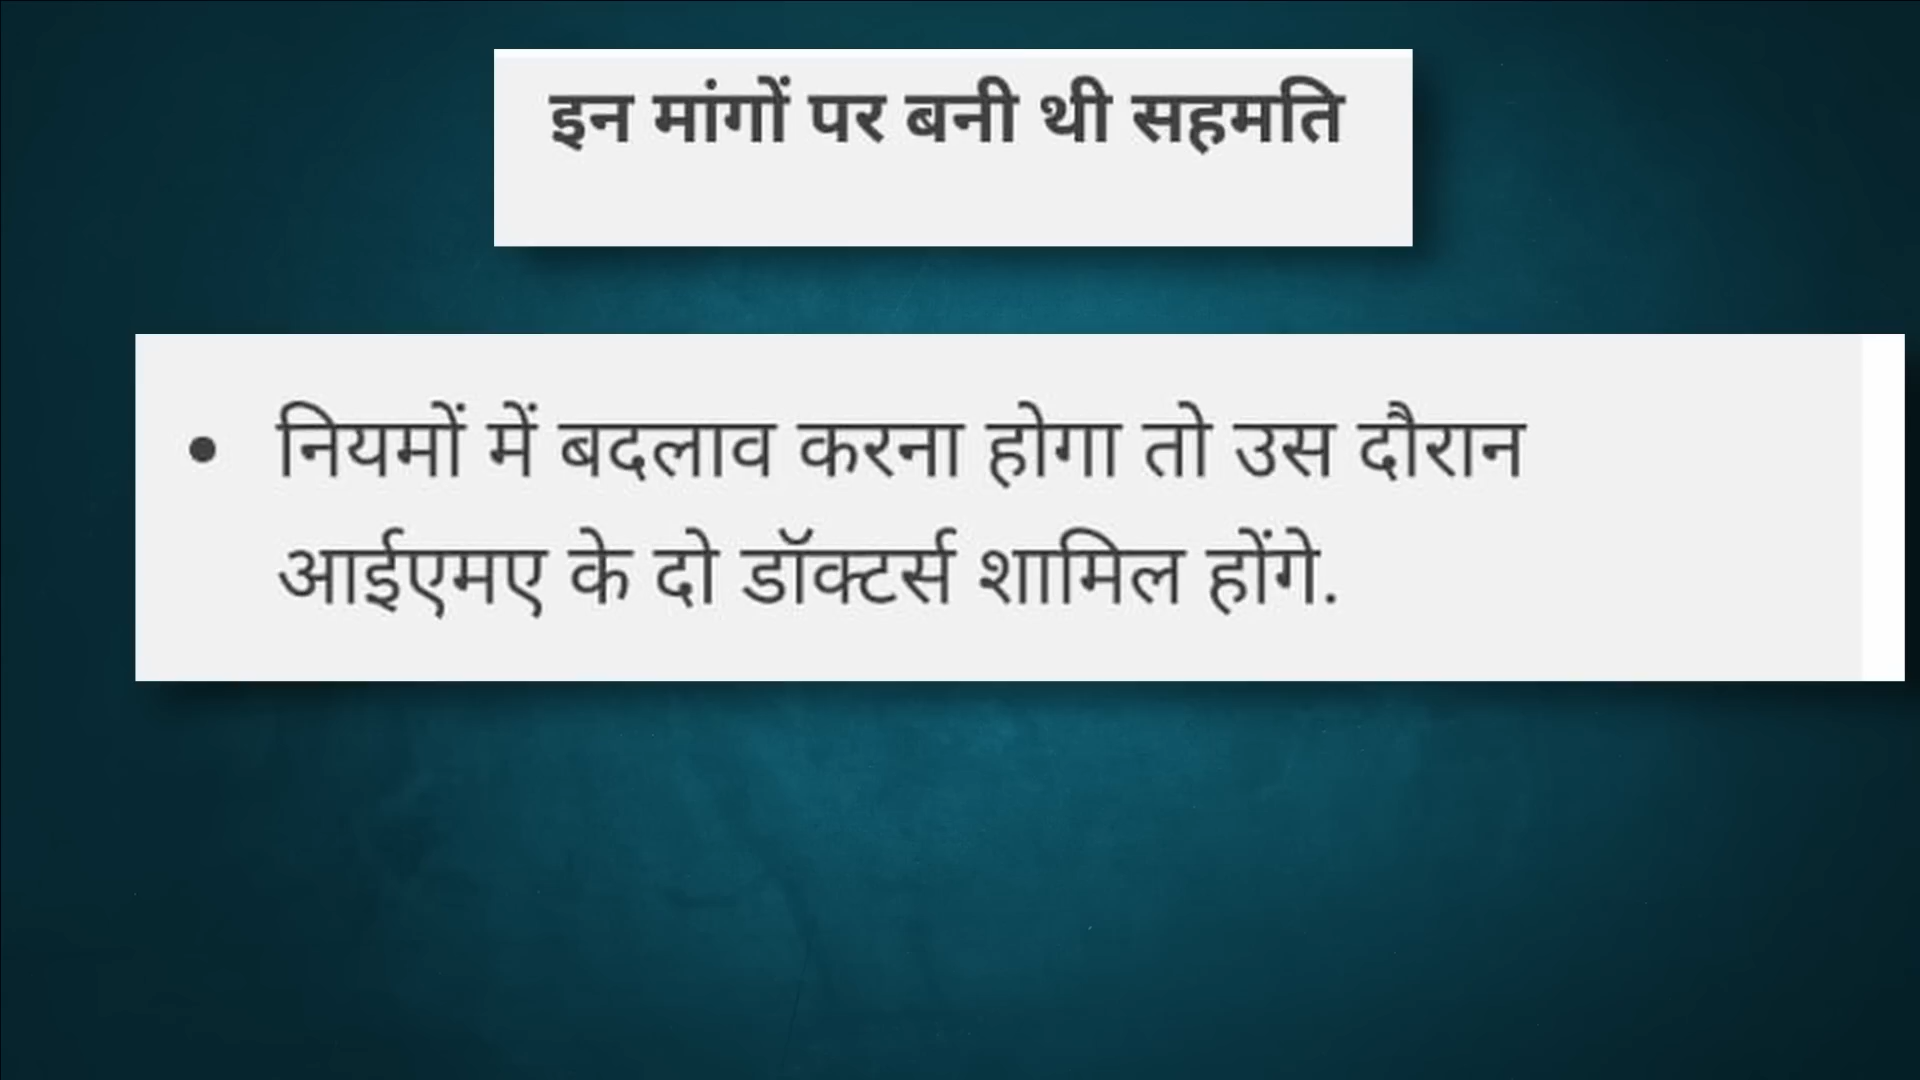 इन मांगों पर बनी थी सहमति
• नियमों में बदलाव करना होगा तो उस दौरान
आईएमए के दो डॉक्टर्स शामिल होंगे.